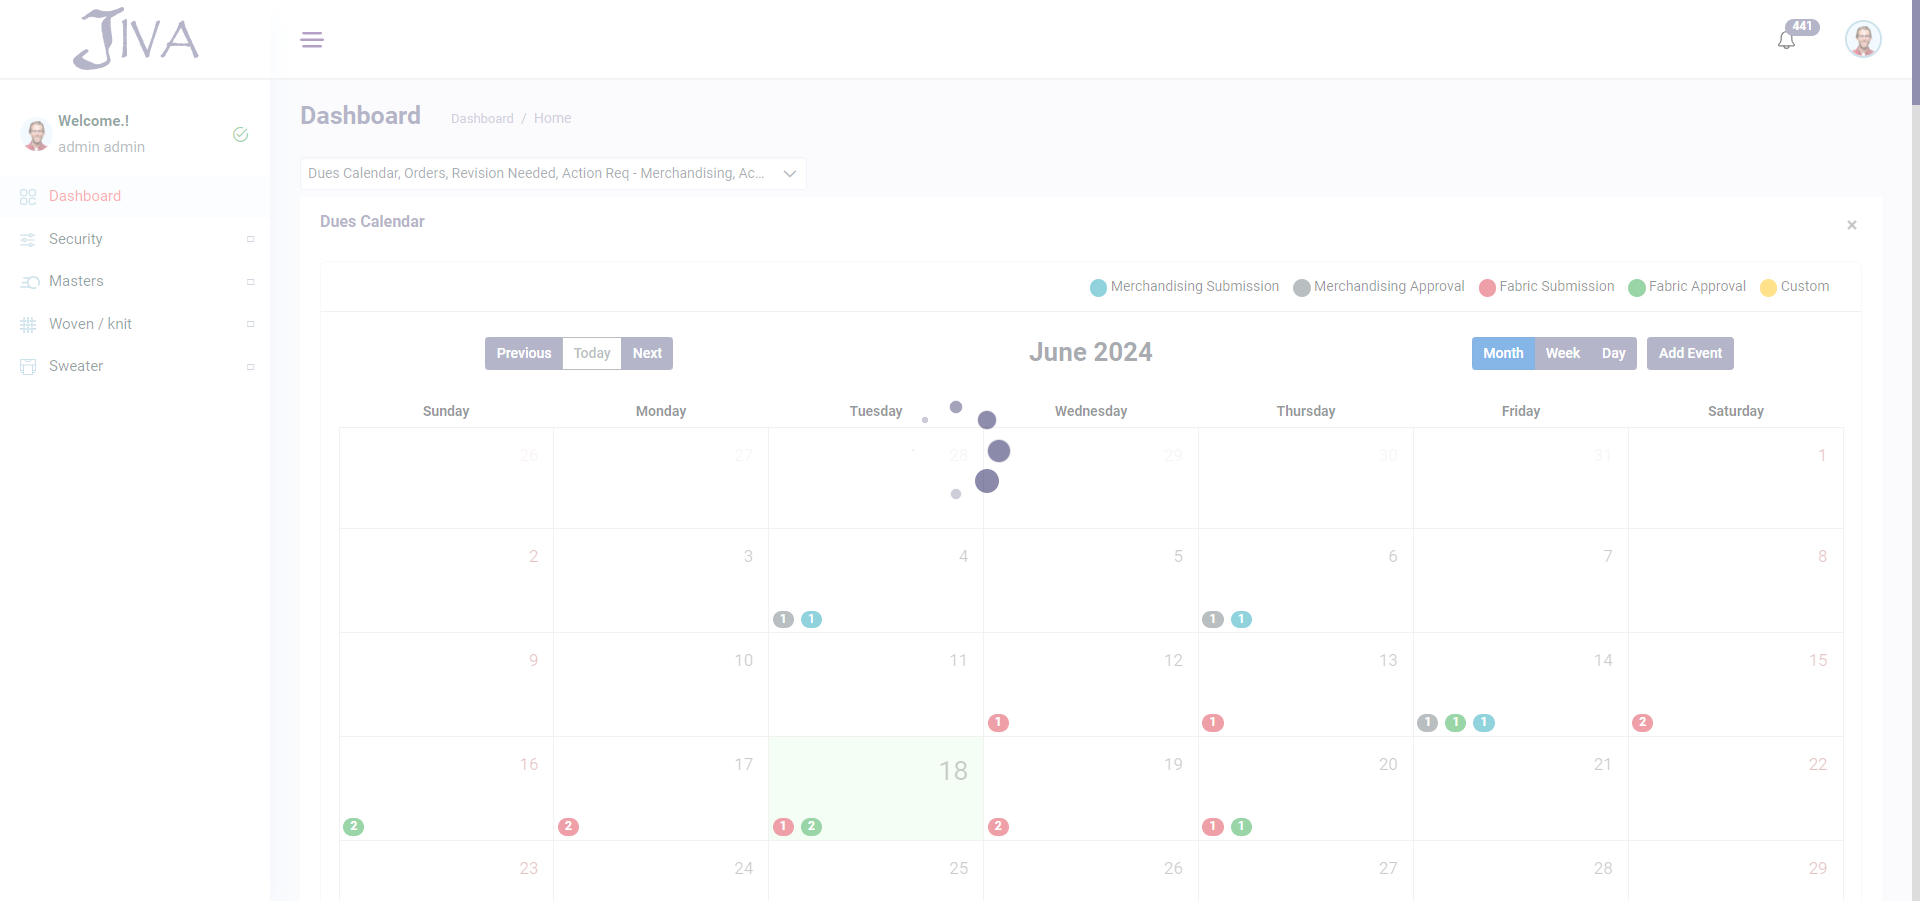 JIVA
441
Welcome.!
admin admin
Dashboard
Security
Masters
Woven / knit
Sweater
Dashboard
Dashboard / Home
Dues Calendar, Orders, Revision Needed, Action Req - Merchandising, Ac...
Dues Calendar
×
Merchandising Submission Merchandising Approval Fabric Submission Fabric Approval Custom
Previous Today Next
June 2024
Month Week Day Add Event
Sunday Monday Tuesday Wednesday Thursday Friday Saturday
26 27 28 29 30 31 1
2 3 4 5 6 7 8
1 1 1 1
9 10 11 12 13 14 15
1 1 1 1 1 2
16 17 18 19 20 21 22
2 2 1 2 2 1 1
23 24 25 26 27 28 29